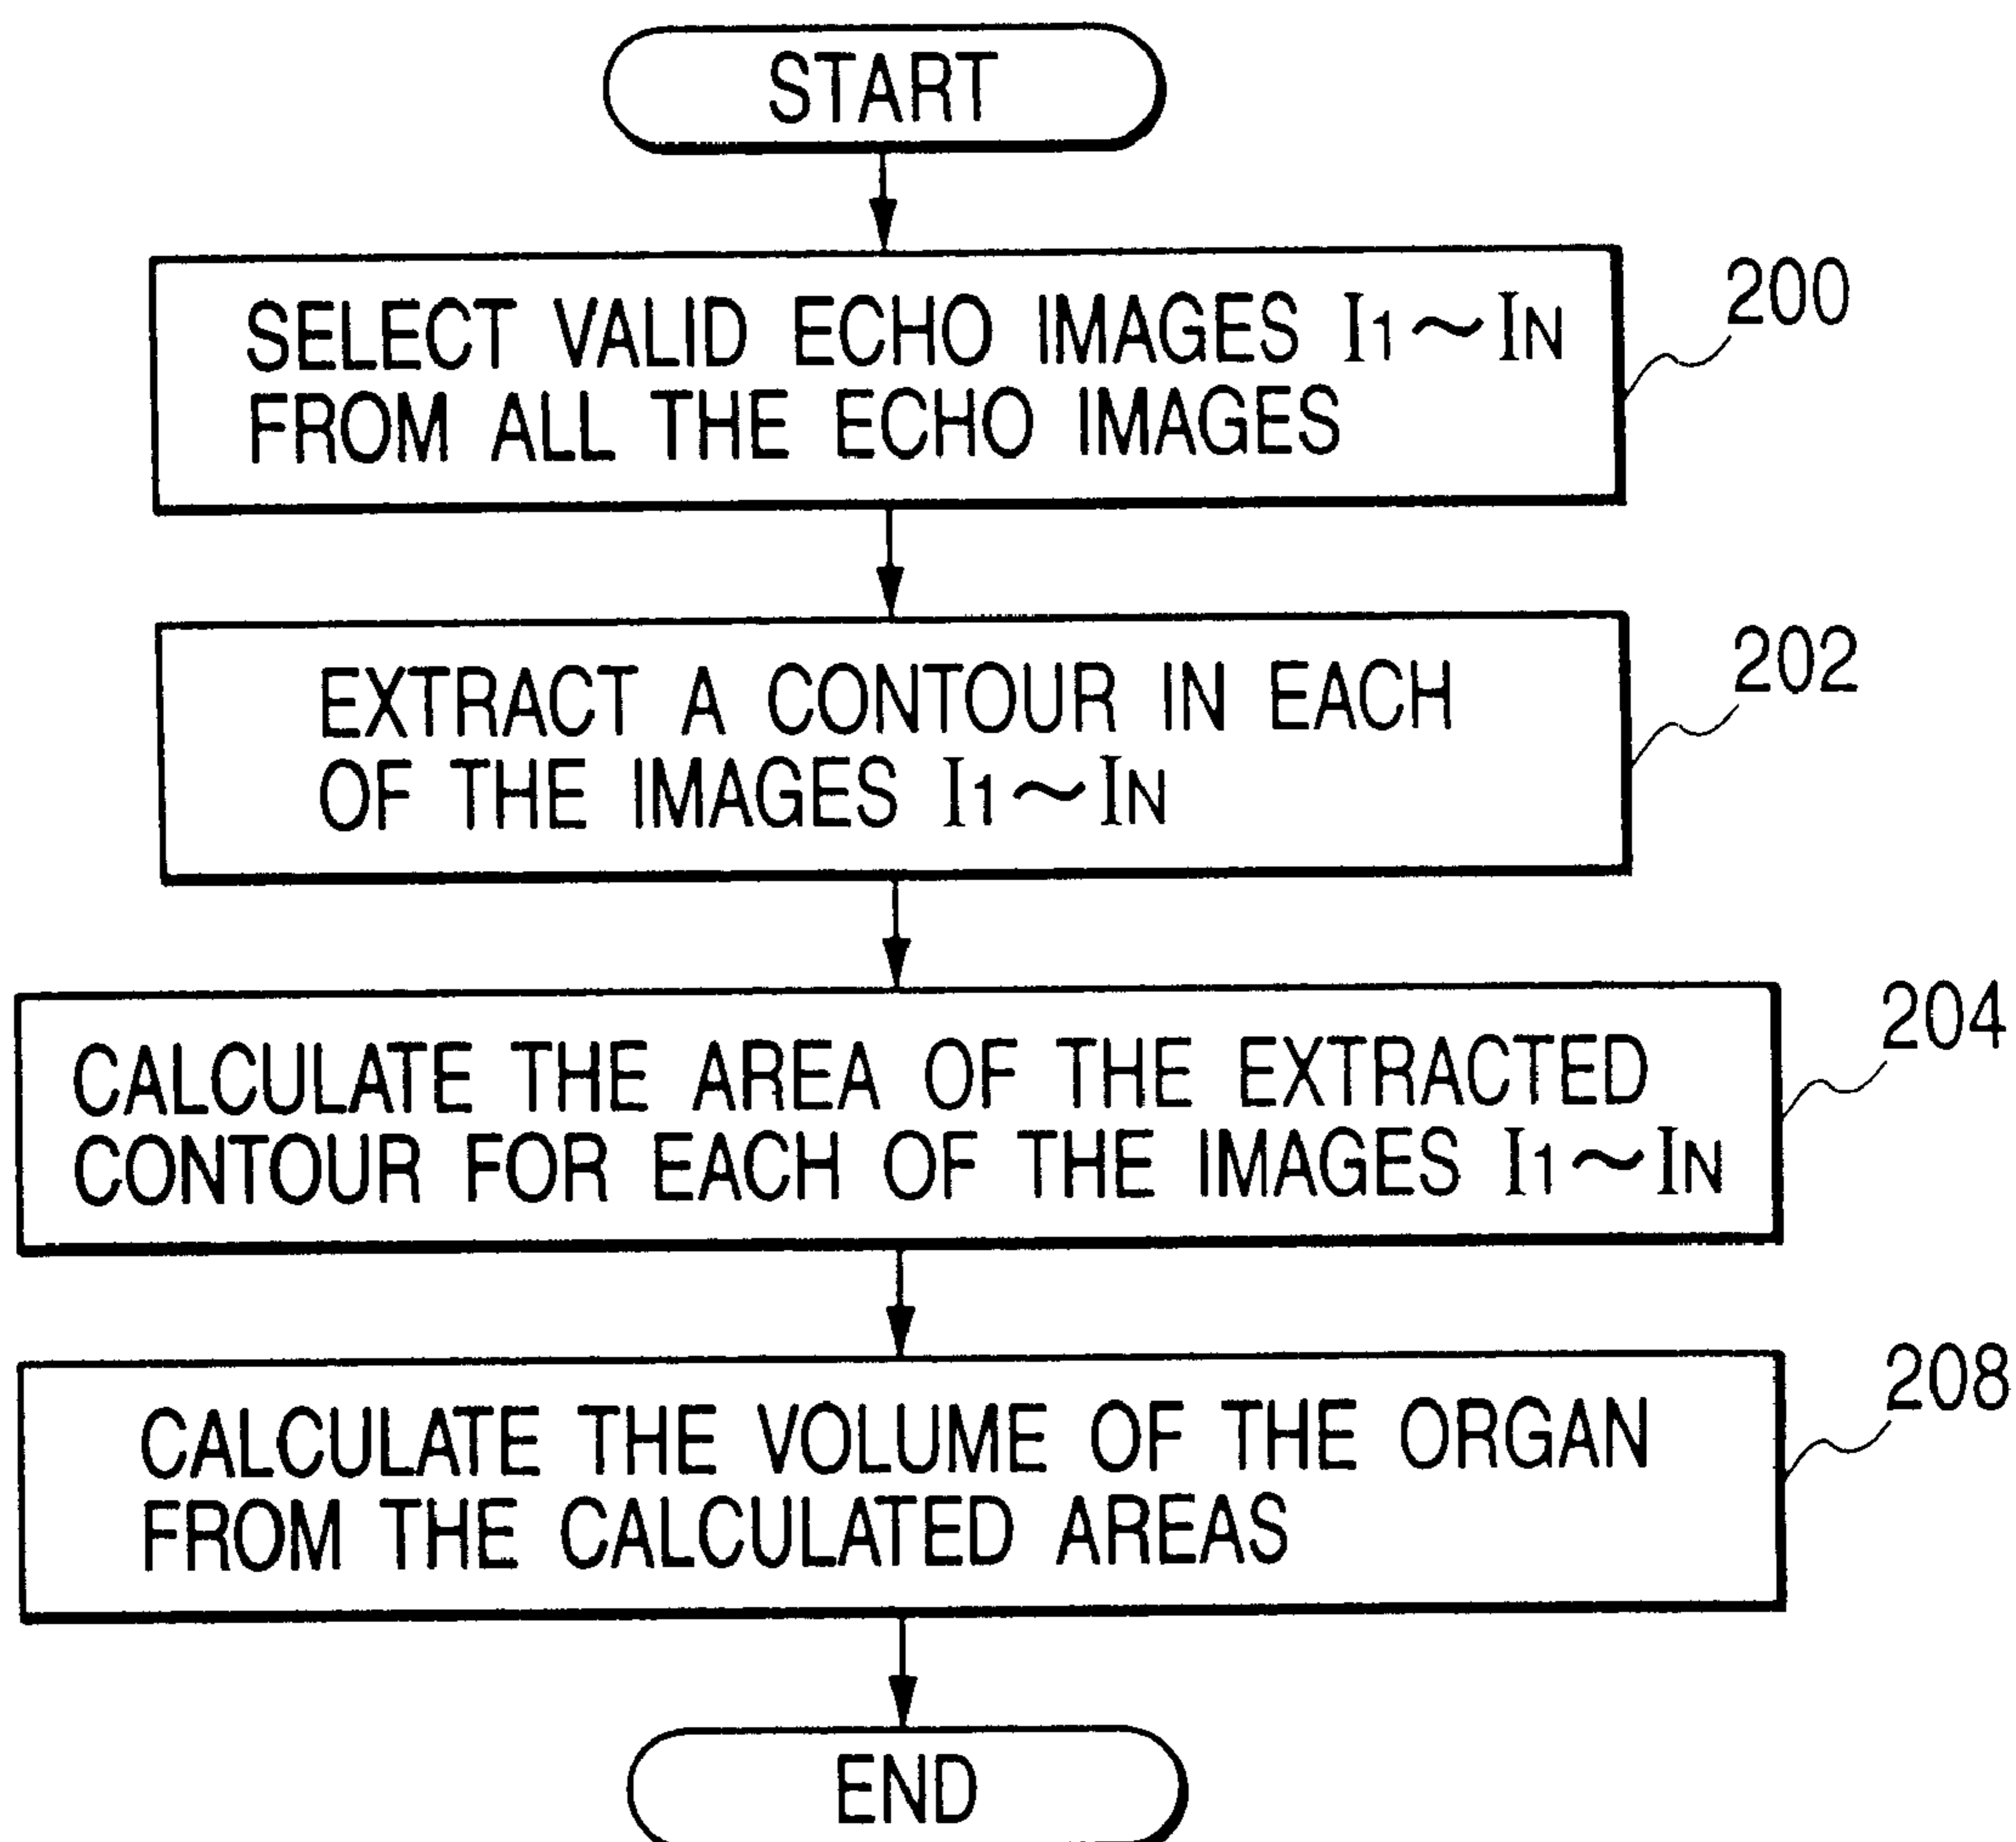 START
SELECT VALID ECHO IMAGES I1~IN
FROM ALL THE ECHO IMAGES
200
EXTRACT A CONTOUR IN EACH
OF THE IMAGES I1~IN
202
CALCULATE THE AREA OF THE EXTRACTED
CONTOUR FOR EACH OF THE IMAGES I1~IN
204
CALCULATE THE VOLUME OF THE ORGAN
FROM THE CALCULATED AREAS
208
END